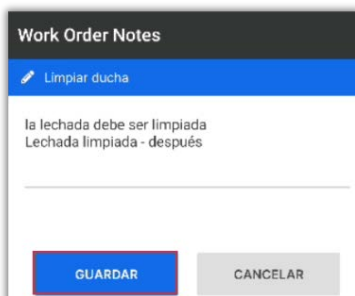 Work Order Notes
Limpiar ducha
la lechada debe ser limpiada
Lechada limpiada - después
GUARDAR
CANCELAR